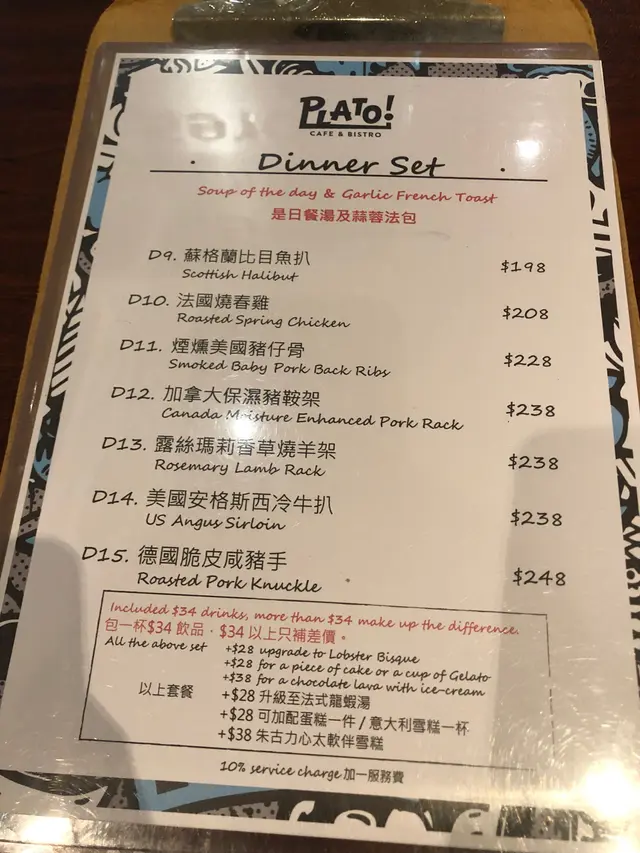 PLATO!
CAFE & BISTRO
Dinner Set
Soup of the day & Garlic French Toast
是日餐湯及蒜蓉法包
D9. 蘇格蘭比目魚扒 $198
Scottish Halibut
D10. 法國燒春雞 $208
Roasted Spring Chicken
D11. 煙燻美國豬仔骨 $228
Smoked Baby Pork Back Ribs
D12. 加拿大保濕豬鞍架 $238
Canada Moisture Enhanced Pork Rack
D13. 露絲瑪莉香草燒羊架 $238
Rosemary Lamb Rack
D14. 美國安格斯西冷牛扒 $238
US Angus Sirloin
D15. 德國脆皮咸豬手 $248
Roasted Pork Knuckle
Included $34 drinks, more than $34 make up the difference.
包一杯$34 飲品，$34 以上只補差價。
All the above set +$28 upgrade to Lobster Bisque
+$28 for a piece of cake or a cup of Gelato
+$38 for a chocolate lava with ice-cream
以上套餐 +$28 升級至法式龍蝦湯
+$28 可加配蛋糕一件 / 意大利雪糕一杯
+$38 朱古力心太軟伴雪糕
10% service charge 加一服務費